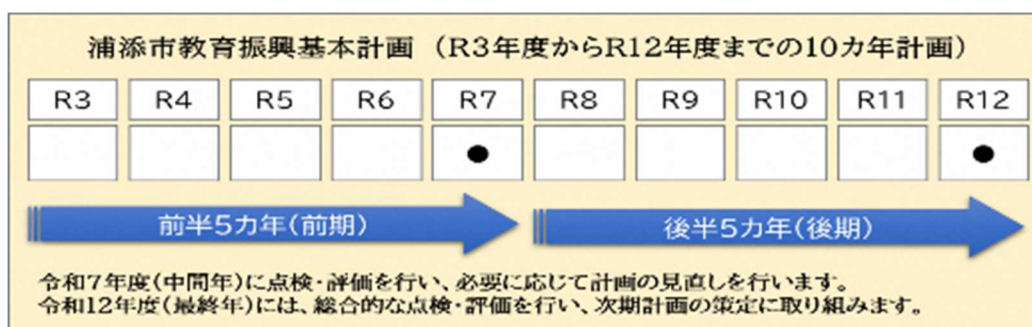 浦添市教育振興基本計画 (R3年度からR12年度までの10カ年計画)
R3 R4 R5 R6 R7 R8 R9 R10 R11 R12
● ●
前半5カ年(前期) 後半5カ年(後期)
令和7年度(中間年)に点検・評価を行い、必要に応じて計画の見直しを行います。
令和12年度(最終年)には、総合的な点検・評価を行い、次期計画の策定に取り組みます。